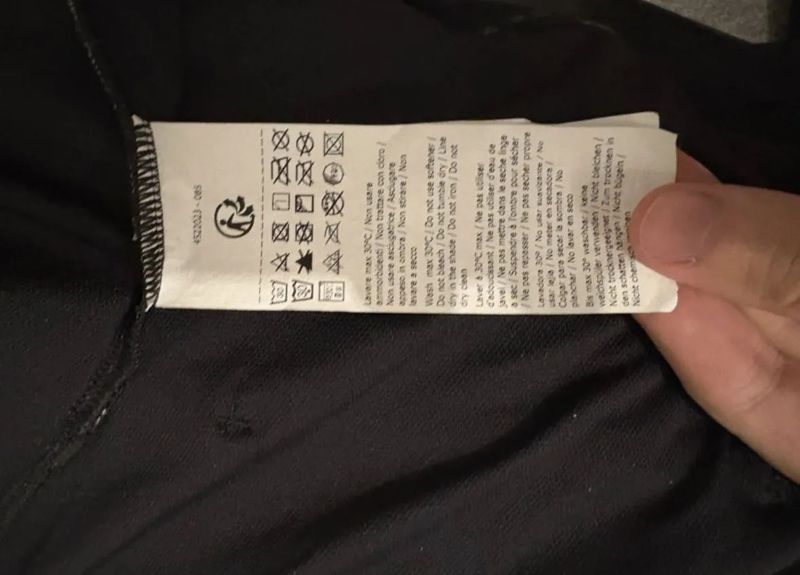 4522023 - 085
Lavare max 30°C / Non usare
ammorbidenti / Non trattare con cloro /
Non usare asciugatrice / Asciugare
appeso in ombra / Non stirare / Non
lavare a secco
Wash max 30°C / Do not use softener /
Do not bleach / Do not tumble dry / Line
dry in the shade / Do not iron / Do not
dry clean
Laver à 30°C max / Ne pas utiliser
d'adoucissant / Ne pas utiliser d'eau de
javel / Ne pas mettre dans le sèche linge
à sec / Suspendre à l'ombre pour sécher
/ Ne pas repasser / Ne pas sécher propre
Lavadora 30° / No usar suavizante / No
usar lejía / No meter en secadora /
Colgar para secar la sombra / No
planchar / No lavar en seco
Bis max 30° waschbar / keine
weichspüler verwenden / Nicht bleichen /
Nicht trocknergeeignet / Zum trocknen in
den schatten hängen / Nicht bügeln /
Nicht chemisch